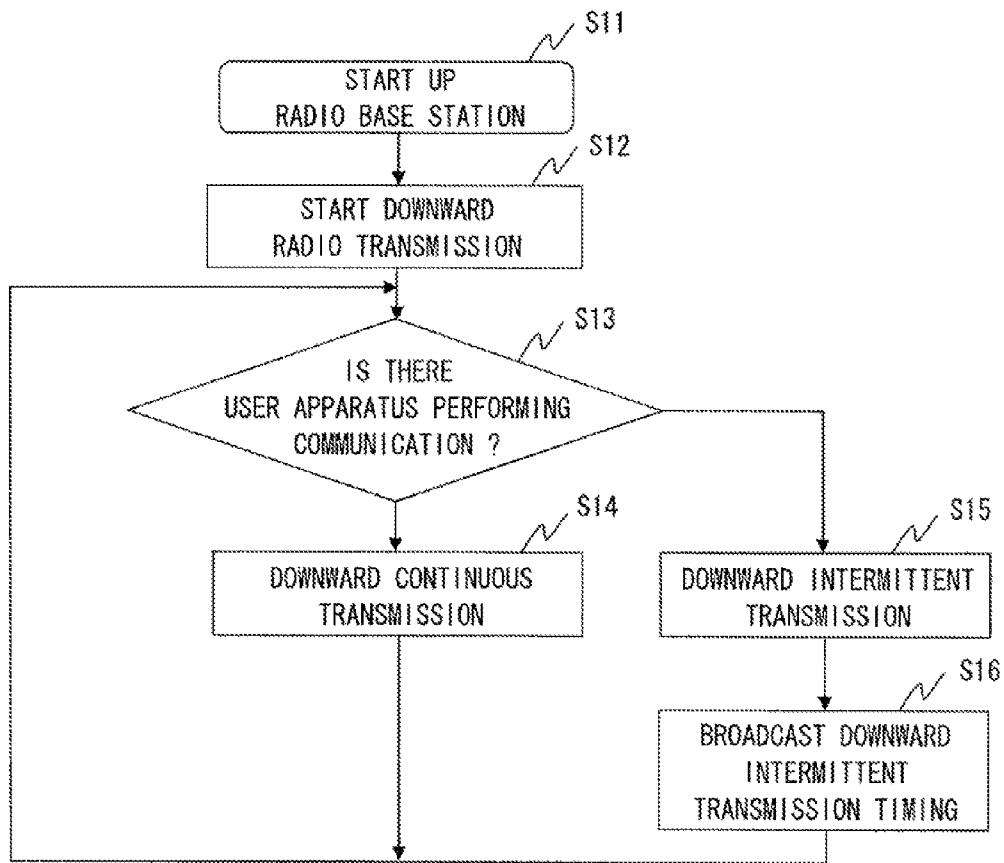 S11
START UP
RADIO BASE STATION
S12
START DOWNWARD
RADIO TRANSMISSION
S13
IS THERE
USER APPARATUS PERFORMING
COMMUNICATION ?
S14
DOWNWARD CONTINUOUS
TRANSMISSION
S15
DOWNWARD INTERMITTENT
TRANSMISSION
S16
BROADCAST DOWNWARD
INTERMITTENT
TRANSMISSION TIMING